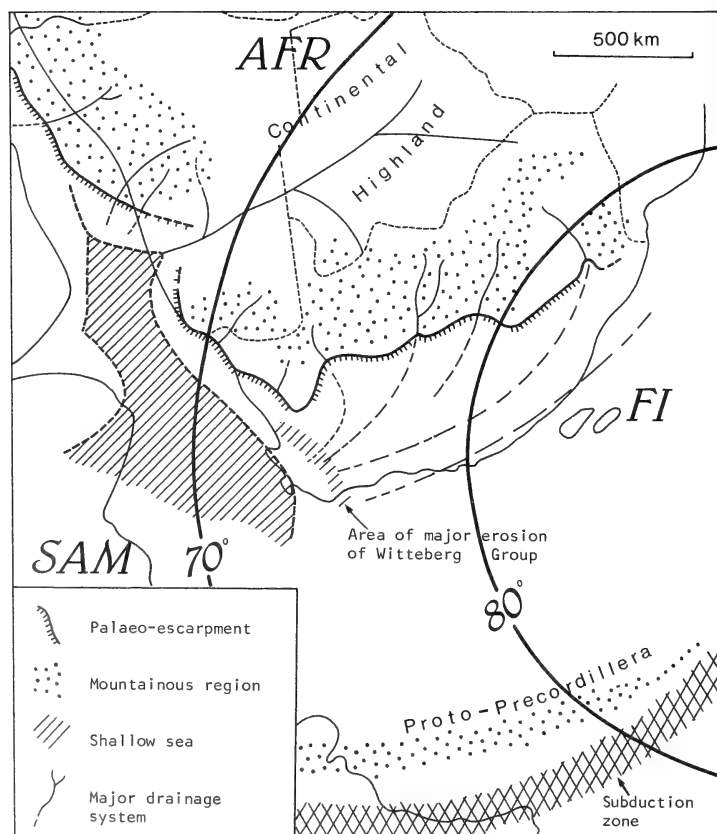 AFR
500 km
Continental
Highland
FI
Area of major erosion
of Witteberg Group
SAM
70°
80°
Palaeo-escarpment
Mountainous region
Shallow sea
Major drainage
system
Proto-Precordillera
Subduction
zone